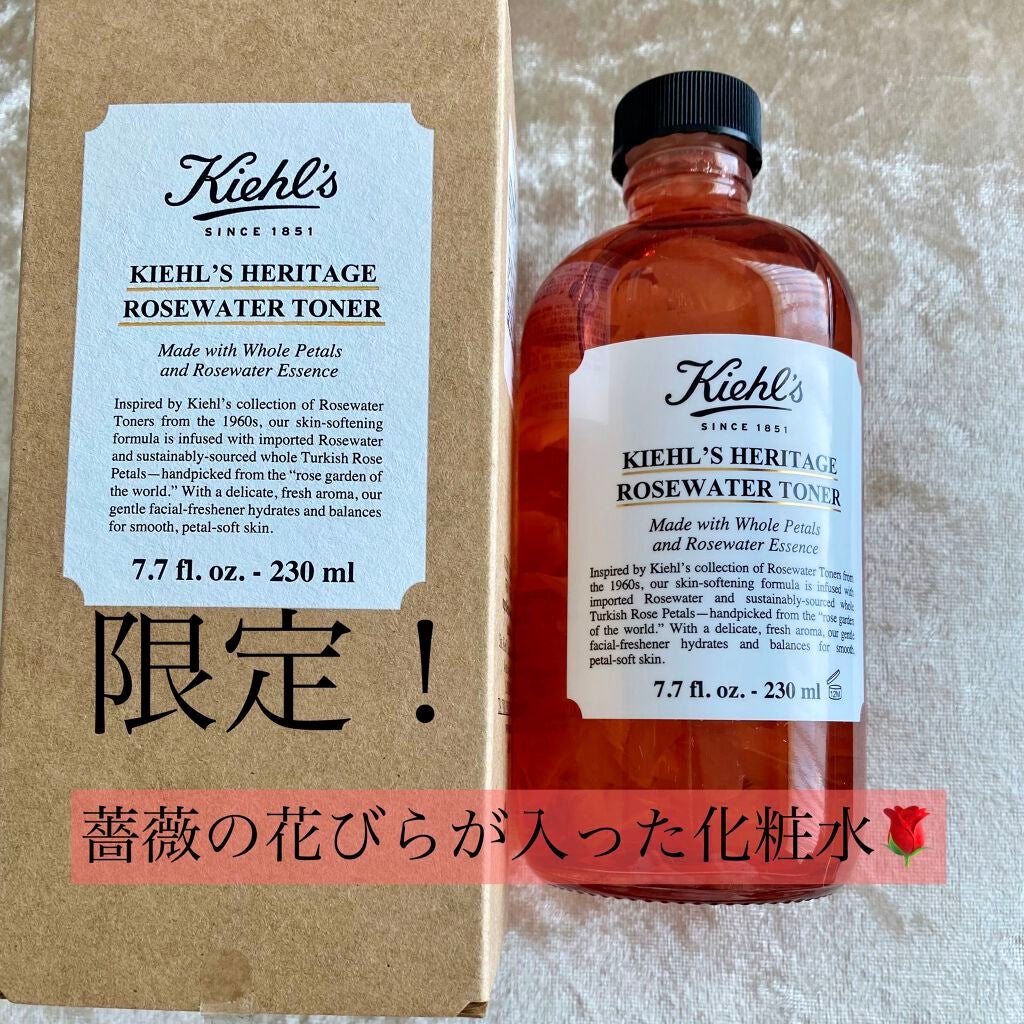 Kiehl's
SINCE 1851
KIEHL'S HERITAGE
ROSEWATER TONER
Made with Whole Petals
and Rosewater Essence
Inspired by Kiehl's collection of Rosewater
Toners from the 1960s, our skin-softening
formula is infused with imported Rosewater
and sustainably-sourced whole Turkish Rose
Petals—handpicked from the “rose garden of
the world.” With a delicate, fresh aroma, our
gentle facial-freshener hydrates and balances
for smooth, petal-soft skin.
7.7 fl. oz. - 230 ml
Kiehl's
SINCE 1851
KIEHL'S HERITAGE
ROSEWATER TONER
Made with Whole Petals
and Rosewater Essence
Inspired by Kiehl's collection of Rosewater Toners from
the 1960s, our skin-softening formula is infused with
imported Rosewater and sustainably-sourced whole
Turkish Rose Petals—handpicked from the “rose garden
of the world.” With a delicate, fresh aroma, our gentle
facial-freshener hydrates and balances for smooth,
petal-soft skin.
7.7 fl. oz. - 230 ml
12M
限定！
薔薇の花びらが入った化粧水🌹